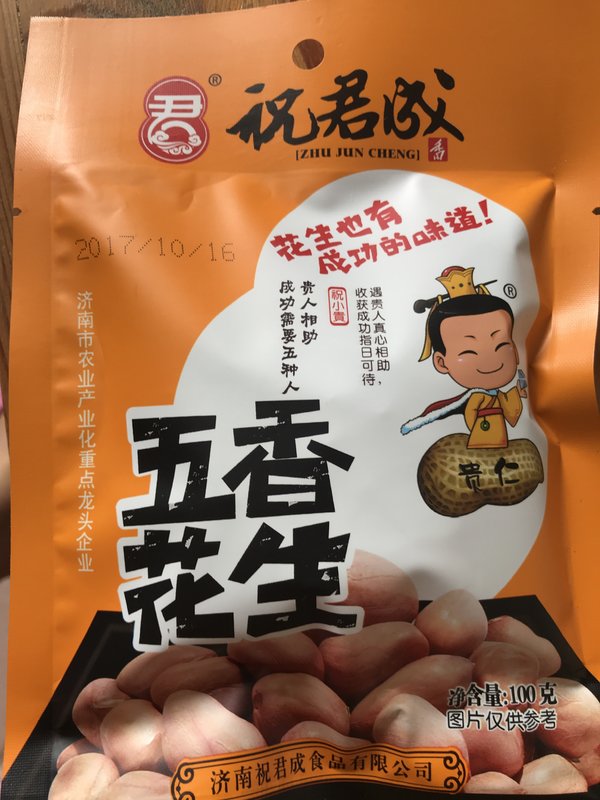 君®
祝君成
[ZHU JUN CHENG]
香
2017/10/16
花生也有
成功的味道!
贵人相助
成功需要五种人
祝小贵
遇贵人真心相助,
收获成功指日可待。
®
贵仁
济南市农业产业化重点龙头企业
五香
花生
净含量:100克
图片仅供参考
济南祝君成食品有限公司